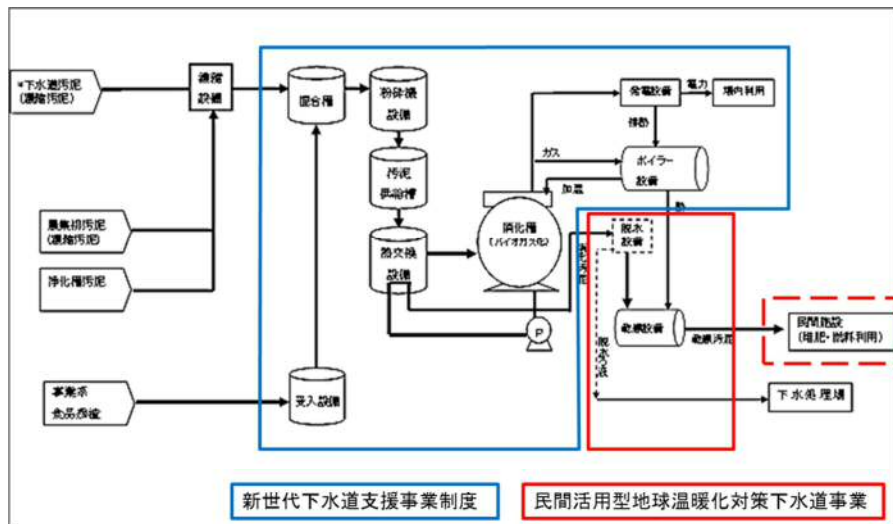 *下水道汚泥
(濃縮汚泥)
濃縮
設備
混合槽
粉砕機
設備
汚泥
供給槽
熱交換
設備
農集排汚泥
(濃縮汚泥)
浄化槽汚泥
事業系
食品残渣
受入設備
消化槽
(バイオガス化)
P
発電設備
電力
場内利用
排熱
ガス
ボイラー
設備
加温
熱
消化汚泥
脱水
設備
乾燥設備
乾燥汚泥
脱水ろ液
民間施設
(堆肥・燃料利用)
下水処理場
新世代下水道支援事業制度
民間活用型地球温暖化対策下水道事業